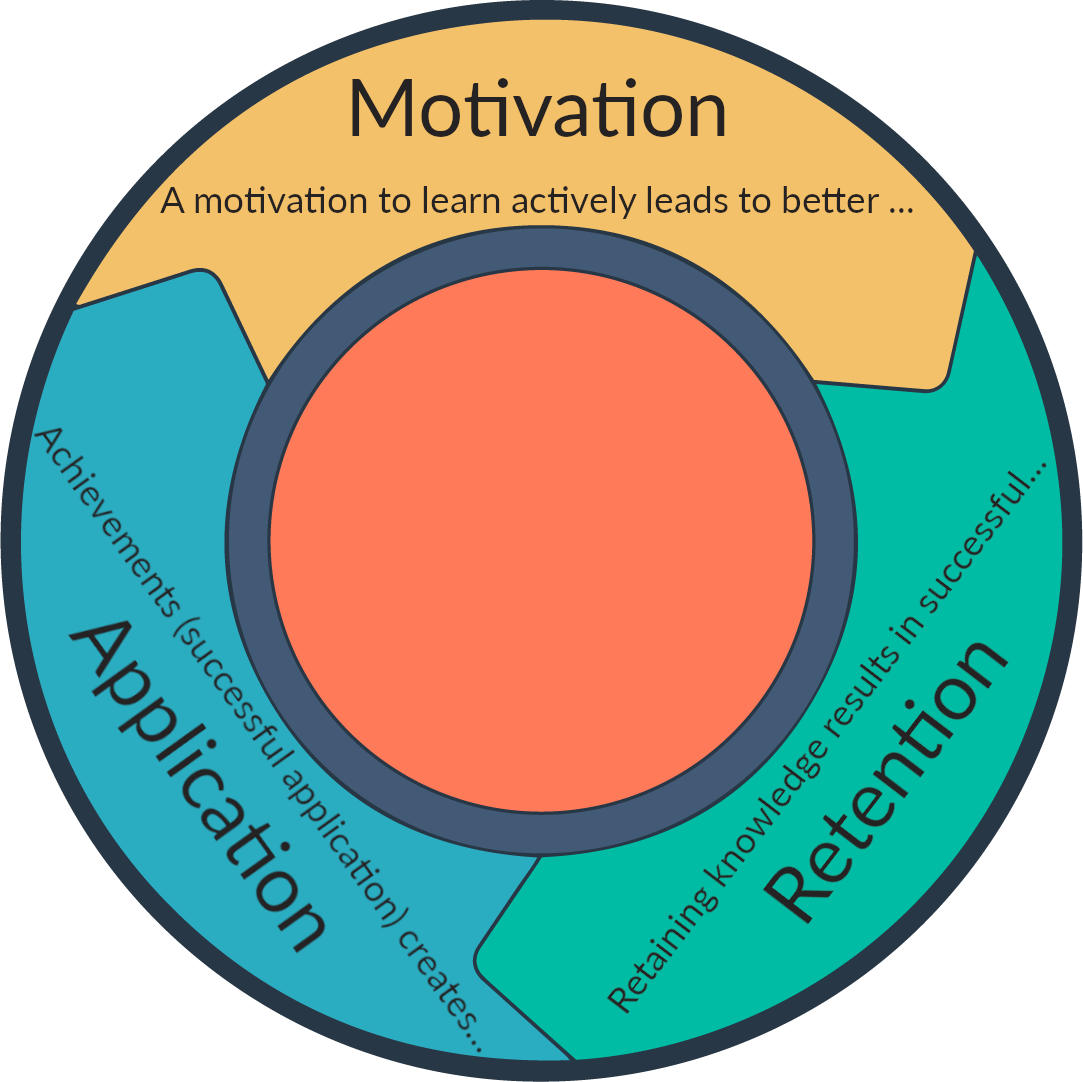 Motivation
A motivation to learn actively leads to better ...
Retaining knowledge results in successful...
Retention
Achievements (successful application) creates...
Application